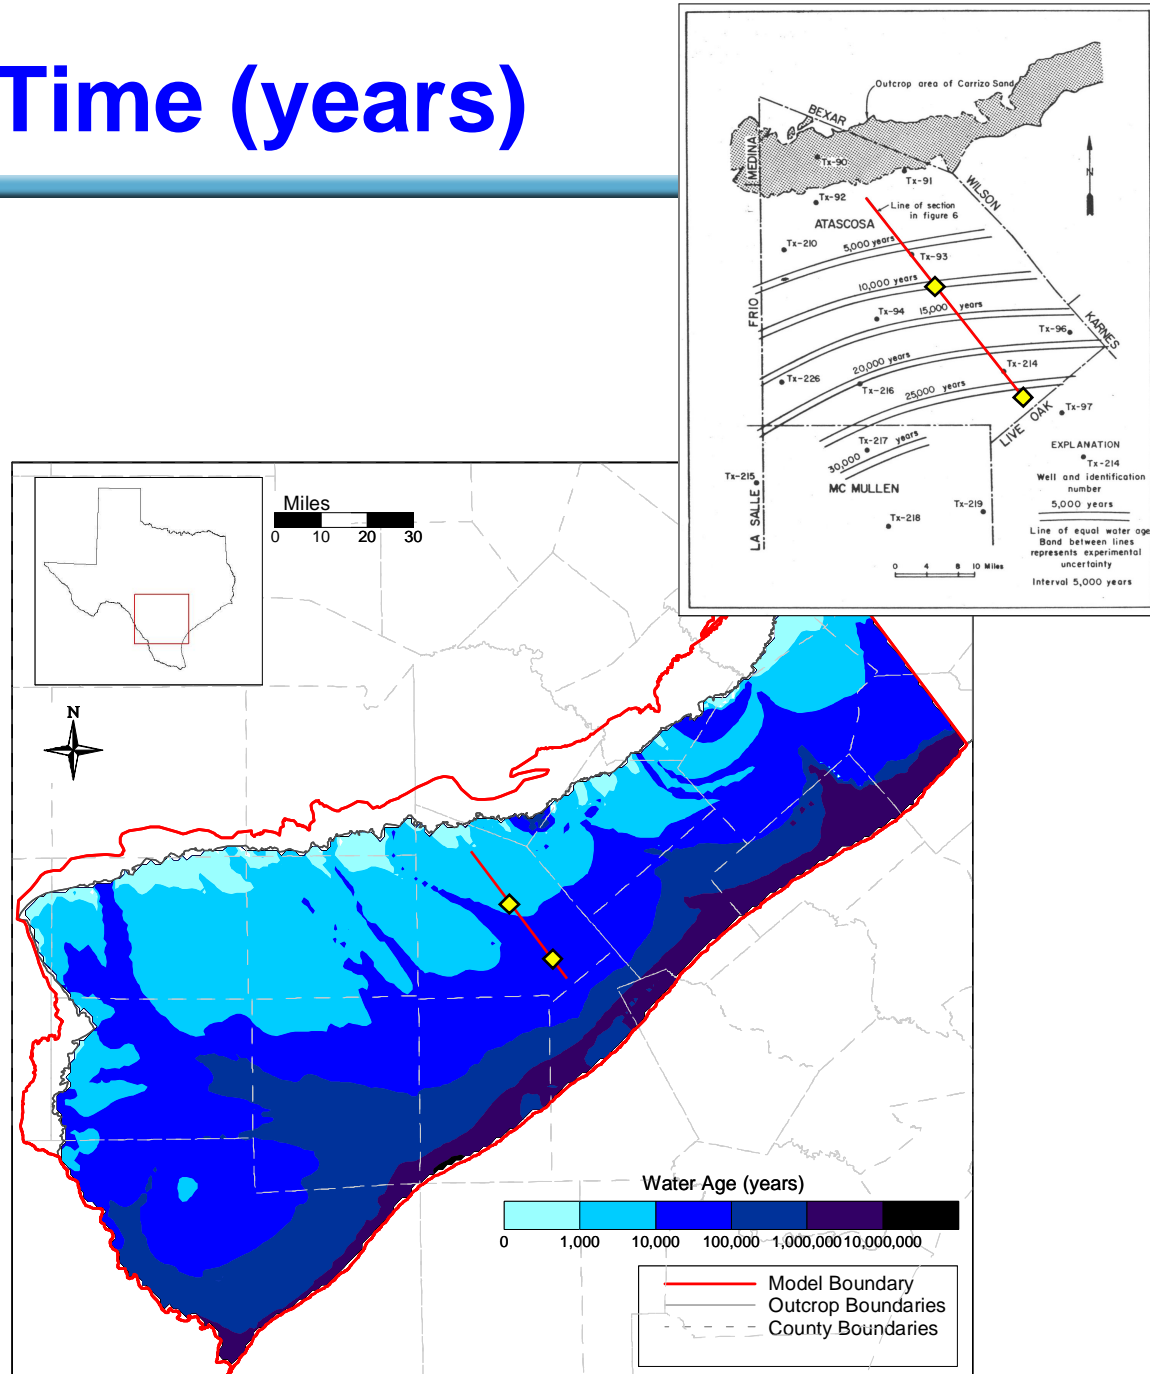 Time (years)
Outcrop area of Carrizo Sand
BEXAR
MEDINA
Tx-90
Tx-91
WILSON
N
Tx-92
Line of section
in figure 6
ATASCOSA
Tx-210
5,000 years
Tx-93
10,000 years
FRIO
15,000 years
Tx-94
KARNES
Tx-96
20,000 years
Tx-214
Tx-226
Tx-216
25,000 years
Tx-97
LIVE OAK
Tx-217
30,000 years
EXPLANATION
Tx-214
Well and identification
number
5,000 years
Line of equal water age
Band between lines
represents experimental
uncertainty
Interval 5,000 years
Tx-215
MC MULLEN
LA SALLE
Tx-219
Tx-218
0 4 8 10 Miles
Miles
0 10 20 30
N
Water Age (years)
0 1,000 10,000 100,000 1,000,000 10,000,000
Model Boundary
Outcrop Boundaries
County Boundaries